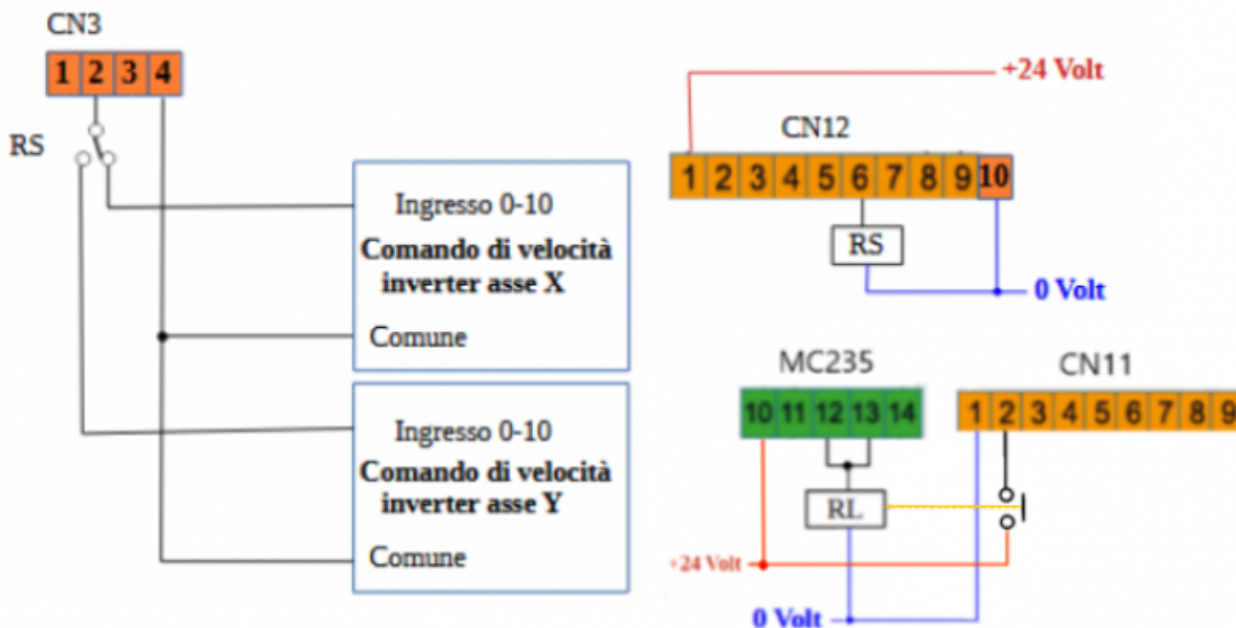 CN3
1 2 3 4
RS
Ingresso 0-10
Comando di velocità
inverter asse X
Comune
Ingresso 0-10
Comando di velocità
inverter asse Y
Comune
+24 Volt
CN12
1 2 3 4 5 6 7 8 9 10
RS
0 Volt
MC235
10 11 12 13 14
CN11
1 2 3 4 5 6 7 8 9
RL
+24 Volt
0 Volt